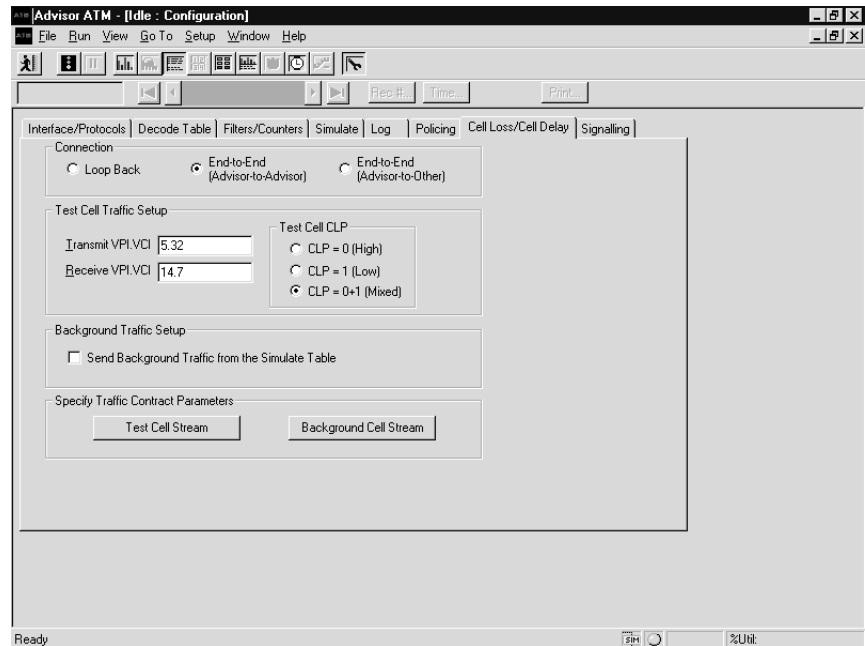 Advisor ATM - [Idle : Configuration]
File Run View Go To Setup Window Help
Rec #... Time... Print...
Interface/Protocols Decode Table Filters/Counters Simulate Log Policing Cell Loss/Cell Delay Signalling
Connection
Loop Back
End-to-End
(Advisor-to-Advisor)
End-to-End
(Advisor-to-Other)
Test Cell Traffic Setup
Transmit VPI.VCI 5.32
Receive VPI.VCI 14.7
Test Cell CLP
CLP = 0 (High)
CLP = 1 (Low)
CLP = 0+1 (Mixed)
Background Traffic Setup
Send Background Traffic from the Simulate Table
Specify Traffic Contract Parameters
Test Cell Stream Background Cell Stream
Ready SIM %Util: